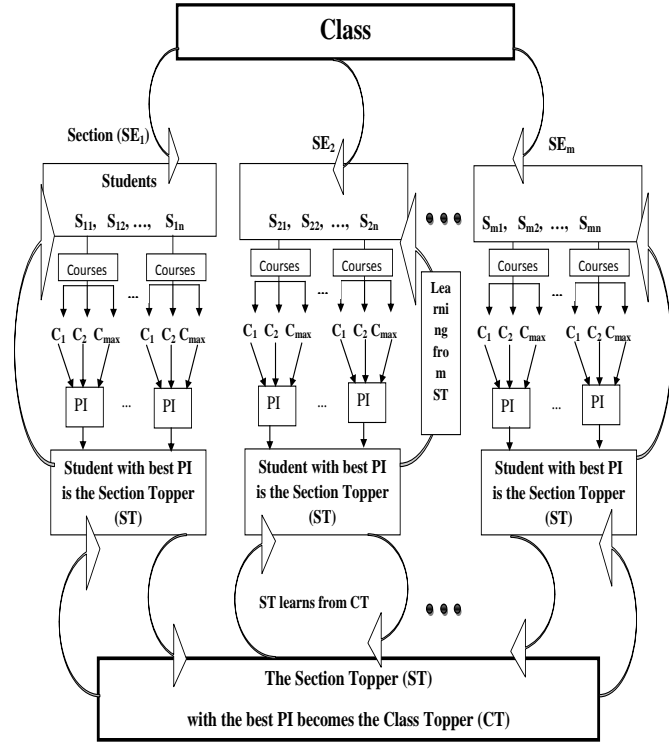 Class
Section (SE1)
SE2
SEm
Students
S11, S12, ..., S1n
S21, S22, ..., S2n
Sm1, Sm2, ..., Smn
Courses
...
Courses
Courses
...
Courses
Courses
...
Courses
C1 C2 Cmax
C1 C2 Cmax
C1 C2 Cmax
C1 C2 Cmax
C1 C2 Cmax
C1 C2 Cmax
Lea
rni
ng
fro
m
ST
PI
...
PI
PI
...
PI
PI
...
PI
Student with best PI
is the Section Topper
(ST)
Student with best PI
is the Section Topper
(ST)
Student with best PI
is the Section Topper
(ST)
ST learns from CT
The Section Topper (ST)
with the best PI becomes the Class Topper (CT)